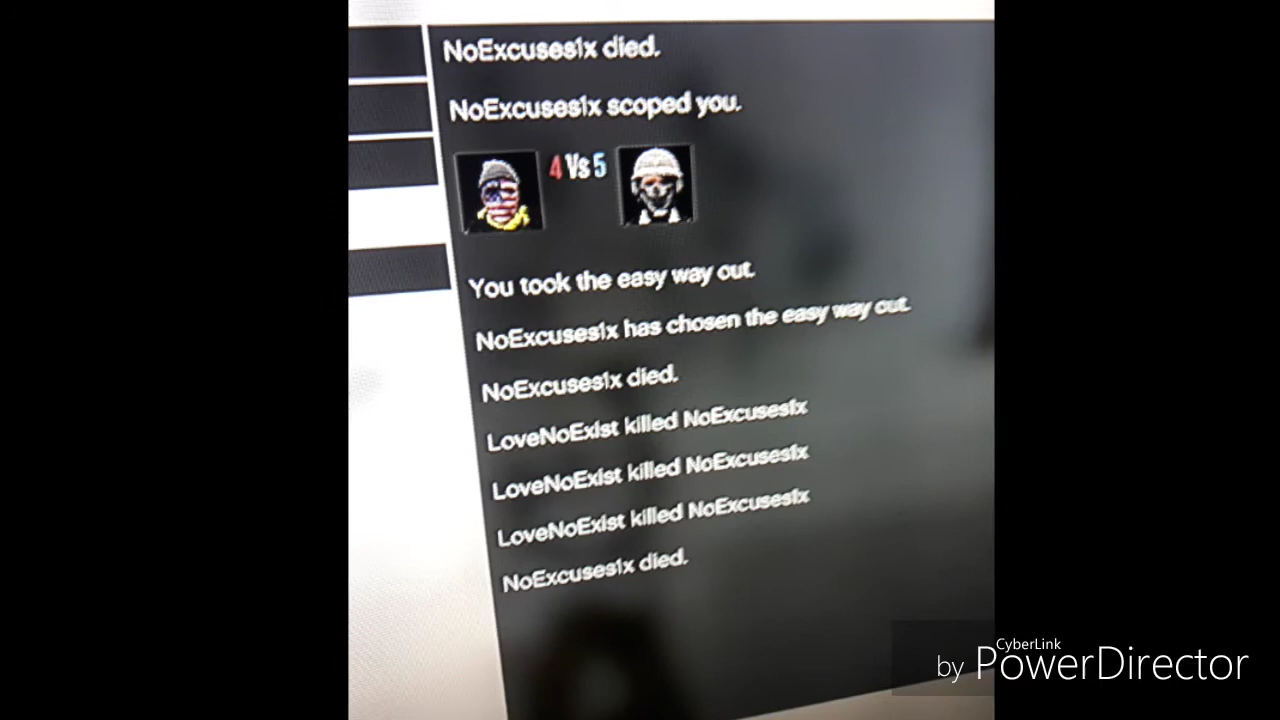 NoExcuses1x died.
NoExcuses1x scoped you.
4 Vs 5
You took the easy way out.
NoExcuses1x has chosen the easy way out.
NoExcuses1x died.
LoveNoExist killed NoExcuses1x
LoveNoExist killed NoExcuses1x
LoveNoExist killed NoExcuses1x
NoExcuses1x died.
CyberLink
by PowerDirector